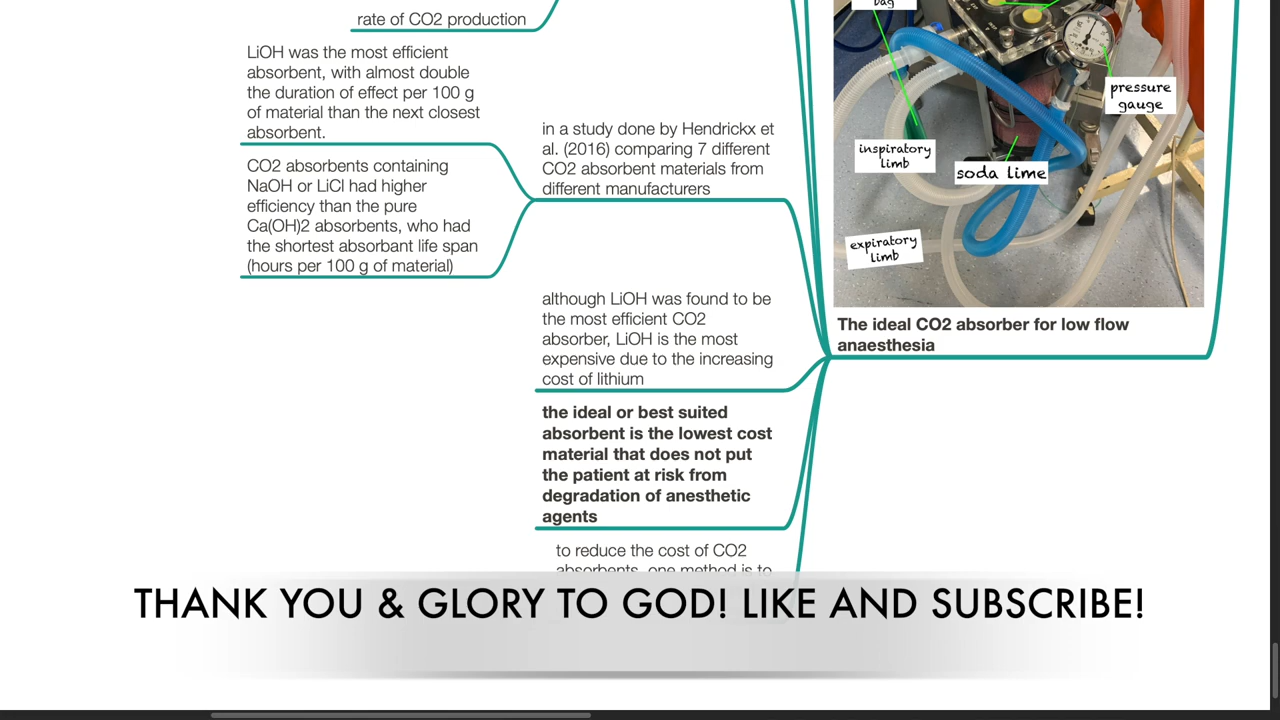 rate of CO2 production
LiOH was the most efficient
absorbent, with almost double
the duration of effect per 100 g
of material than the next closest
absorbent.
CO2 absorbents containing
NaOH or LiCl had higher
efficiency than the pure
Ca(OH)2 absorbents, who had
the shortest absorbant life span
(hours per 100 g of material)
in a study done by Hendrickx et
al. (2016) comparing 7 different
CO2 absorbent materials from
different manufacturers
although LiOH was found to be
the most efficient CO2
absorber, LiOH is the most
expensive due to the increasing
cost of lithium
the ideal or best suited
absorbent is the lowest cost
material that does not put
the patient at risk from
degradation of anesthetic
agents
to reduce the cost of CO2
absorbents, one method is to
bag
pressure
gauge
inspiratory
limb
soda lime
expiratory
limb
The ideal CO2 absorber for low flow
anaesthesia
THANK YOU & GLORY TO GOD! LIKE AND SUBSCRIBE!